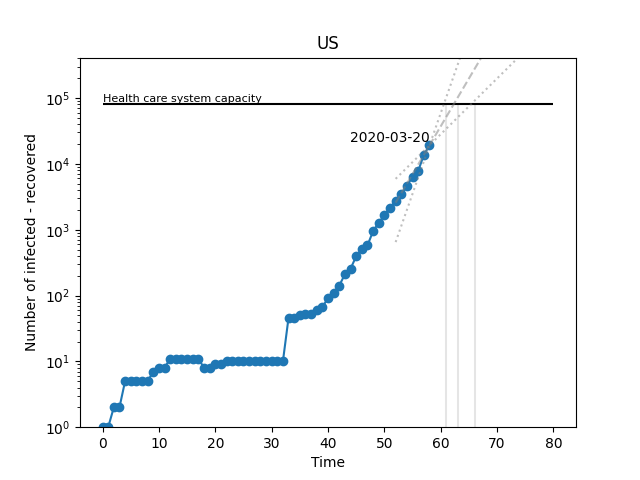 US
Health care system capacity
2020-03-20
Number of infected - recovered
10⁵
10⁴
10³
10²
10¹
10⁰
0 10 20 30 40 50 60 70 80
Time